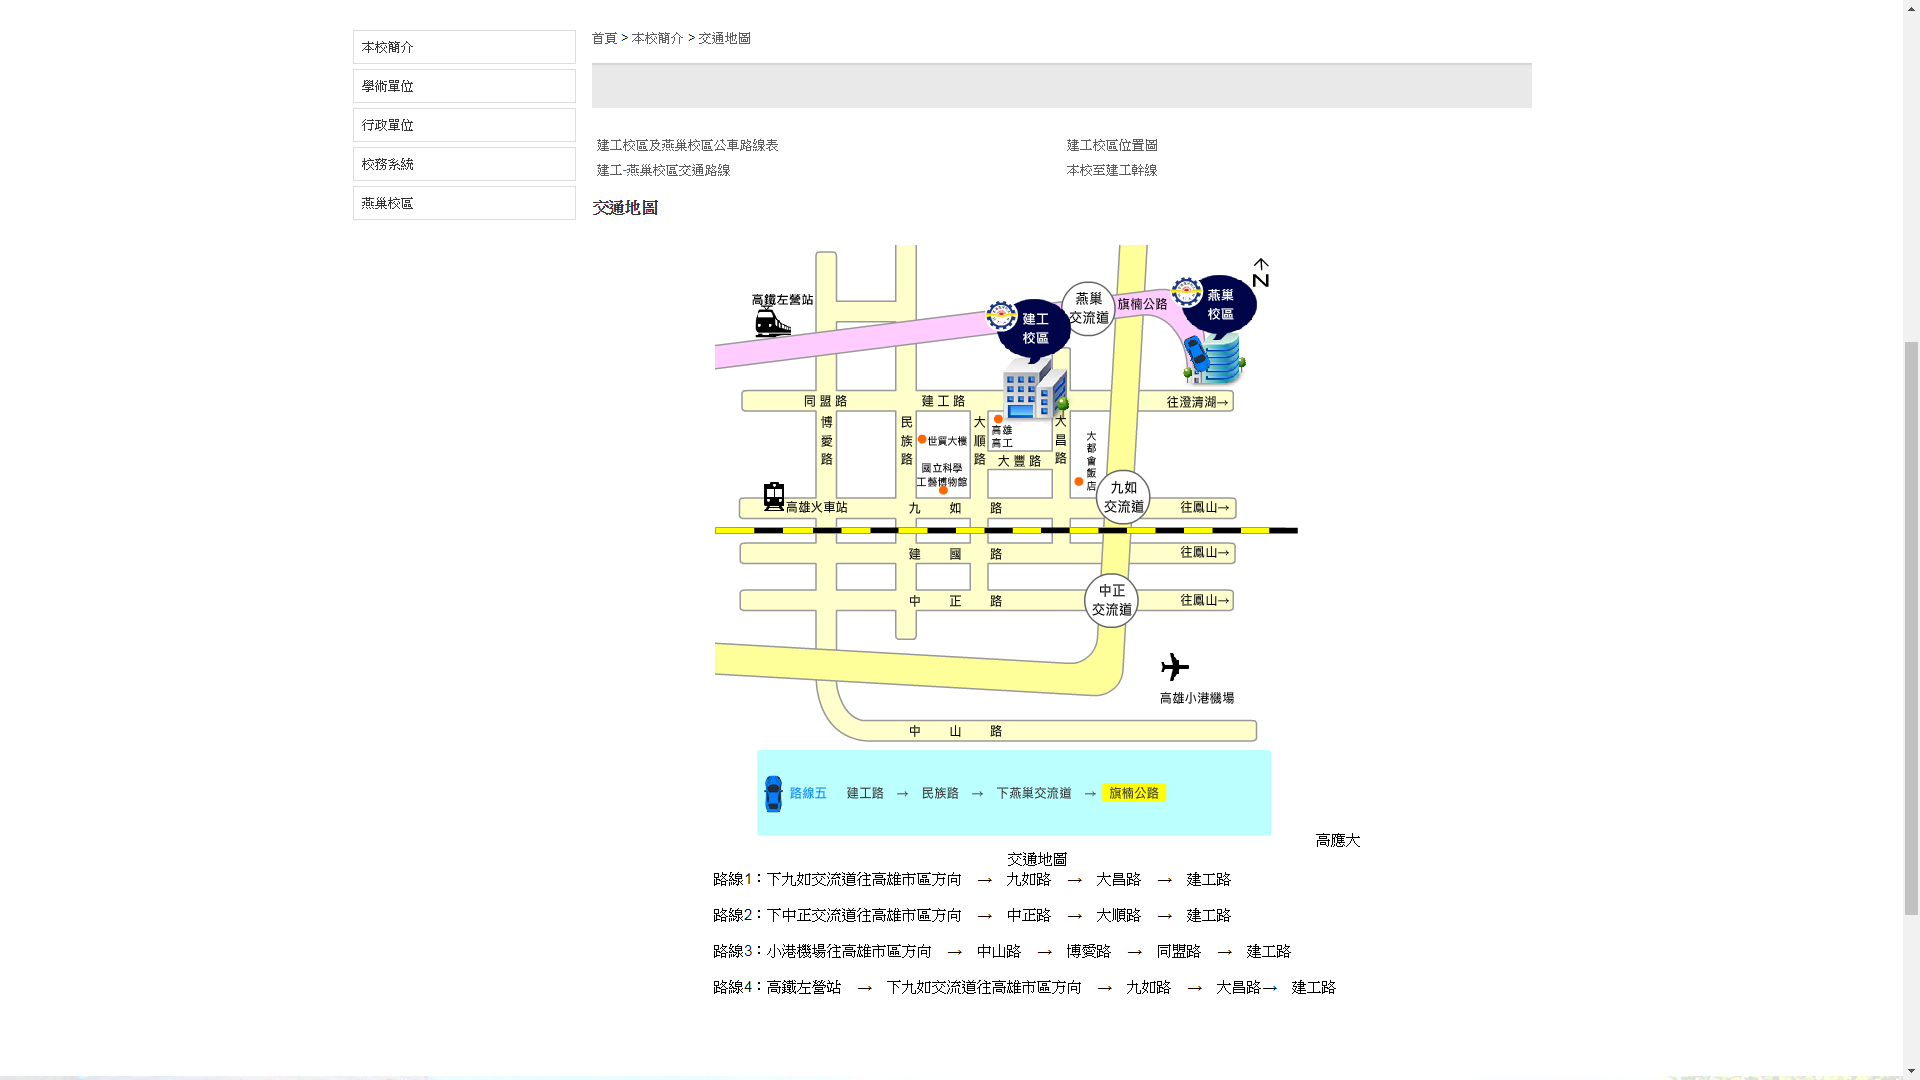 本校簡介
學術單位
行政單位
校務系統
燕巢校區
首頁 > 本校簡介 > 交通地圖
建工校區及燕巢校區公車路線表
建工校區位置圖
建工-燕巢校區交通路線
本校至建工幹線
交通地圖
N
高鐵左營站
建工
校區
燕巢
交流道
旗楠公路
燕巢
校區
同盟路
建工路
往澄清湖→
博愛路
民族路
世貿大樓
國立科學
工藝博物館
大順路
高雄
高工
大豐路
大昌路
大都會飯店
九如
交流道
高雄火車站
九如路
往鳳山→
建國路
往鳳山→
中正路
中正
交流道
往鳳山→
高雄小港機場
中山路
路線五 建工路 → 民族路 → 下燕巢交流道 → 旗楠公路
高應大
交通地圖
路線1：下九如交流道往高雄市區方向 → 九如路 → 大昌路 → 建工路
路線2：下中正交流道往高雄市區方向 → 中正路 → 大順路 → 建工路
路線3：小港機場往高雄市區方向 → 中山路 → 博愛路 → 同盟路 → 建工路
路線4：高鐵左營站 → 下九如交流道往高雄市區方向 → 九如路 → 大昌路→ 建工路